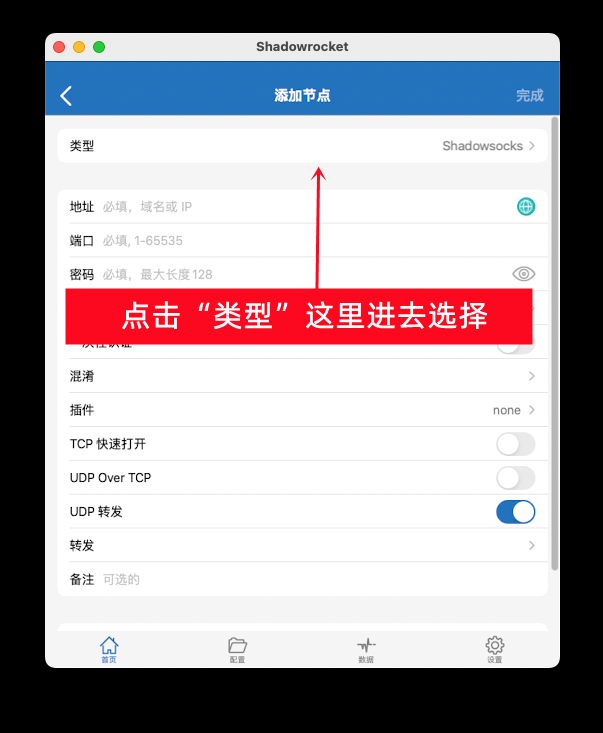 Shadowrocket
添加节点
完成
类型
Shadowsocks
地址 必填，域名或 IP
端口 必填, 1-65535
密码 必填，最大长度 128
点击“类型”这里进去选择
混淆
插件
none
TCP 快速打开
UDP Over TCP
UDP 转发
转发
备注 可选的
首页
配置
数据
设置